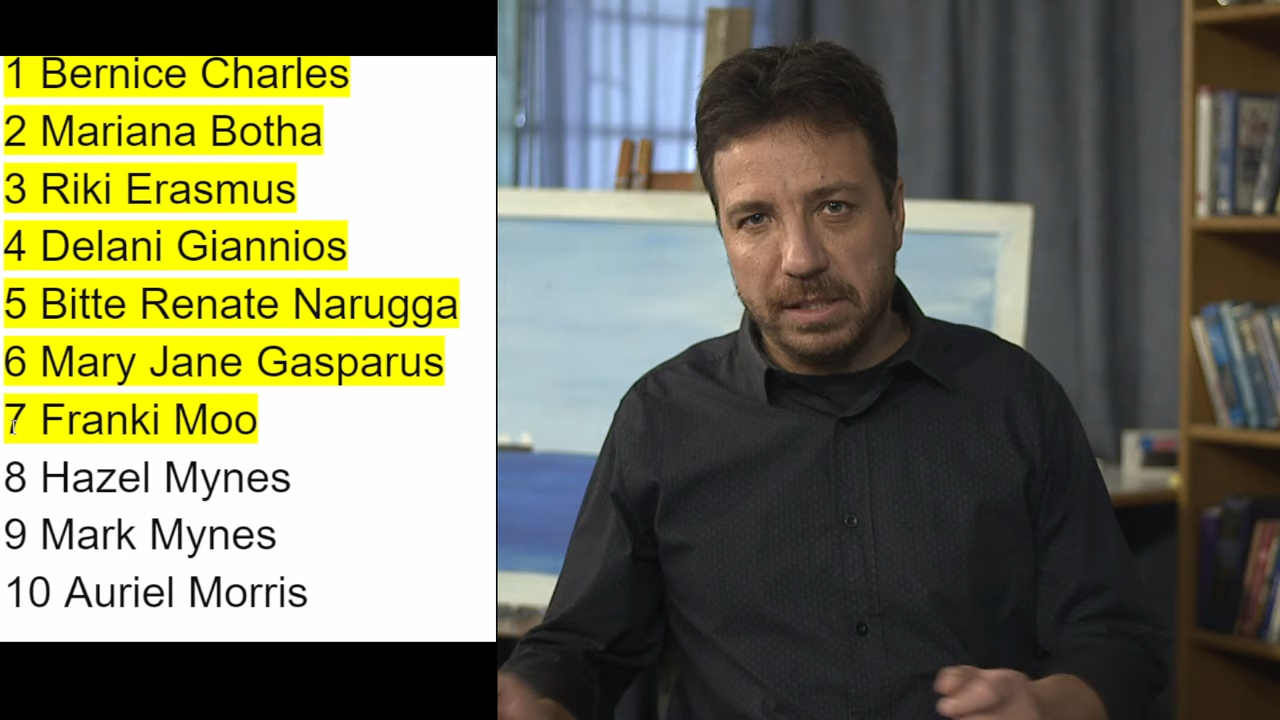 1 Bernice Charles
2 Mariana Botha
3 Riki Erasmus
4 Delani Giannios
5 Bitte Renate Narugga
6 Mary Jane Gasparus
7 Franki Moo
8 Hazel Mynes
9 Mark Mynes
10 Auriel Morris